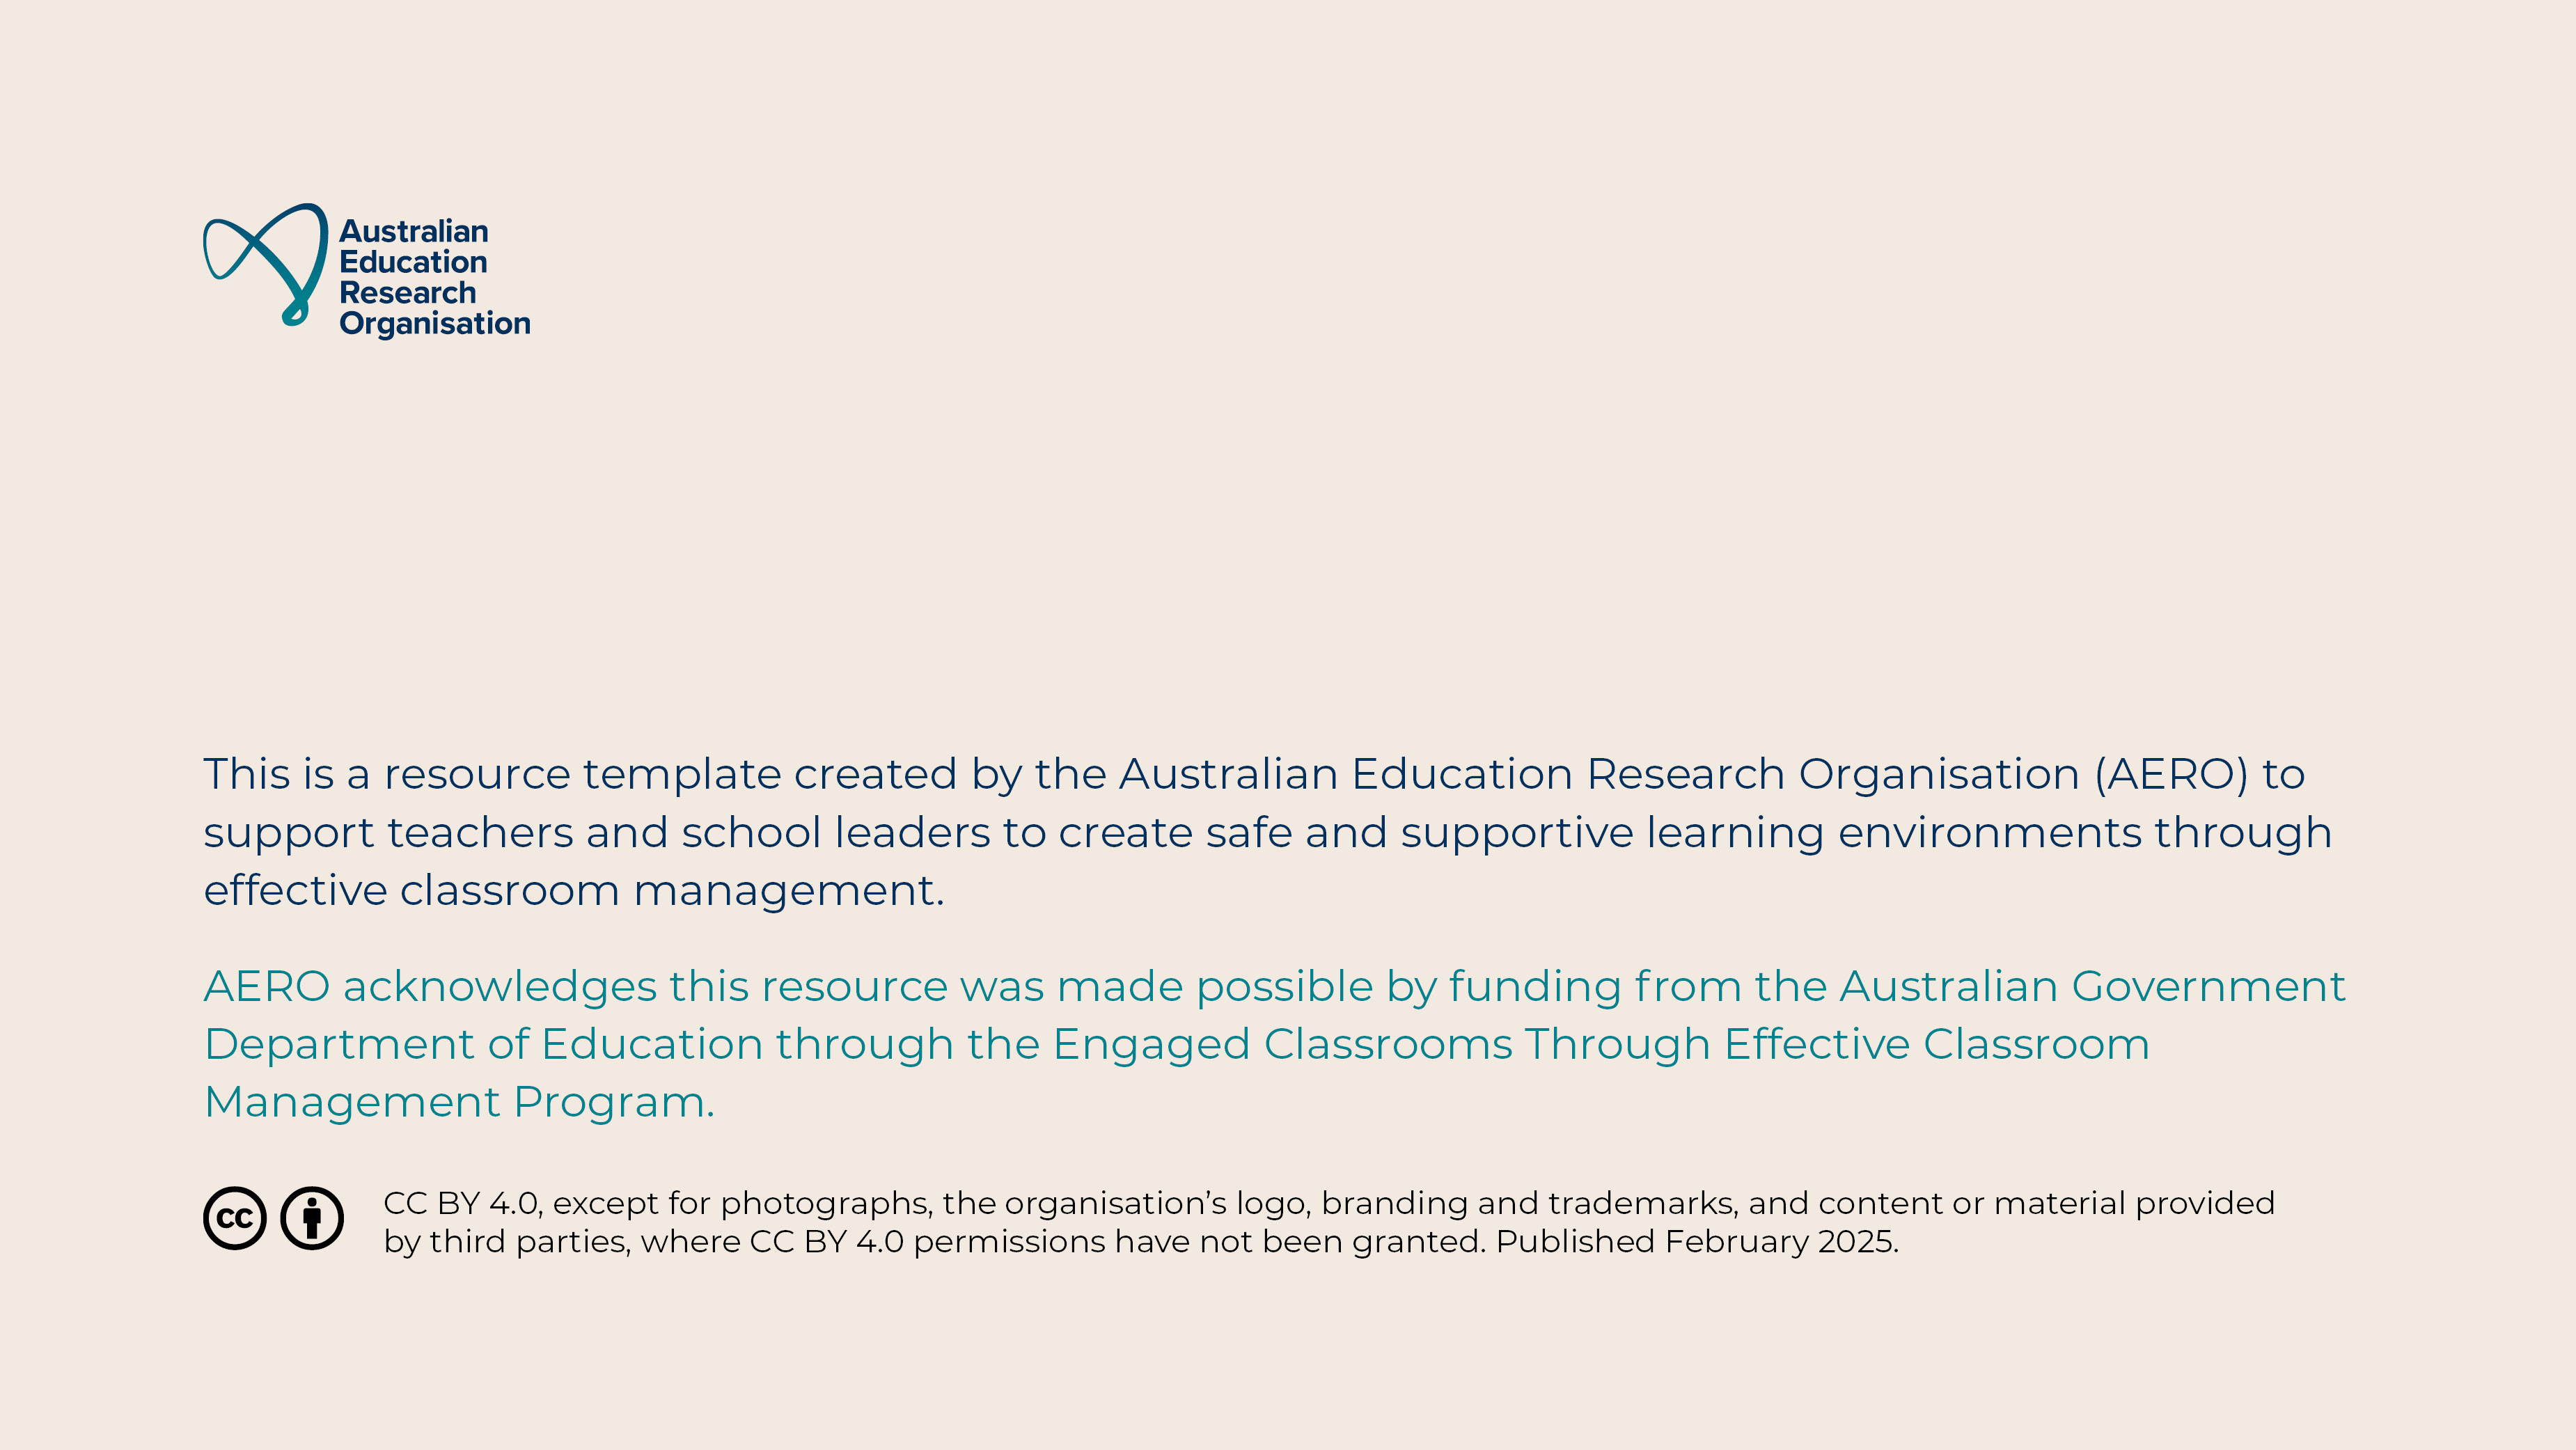 Australian
Education
Research
Organisation
This is a resource template created by the Australian Education Research Organisation (AERO) to
support teachers and school leaders to create safe and supportive learning environments through
effective classroom management.
AERO acknowledges this resource was made possible by funding from the Australian Government
Department of Education through the Engaged Classrooms Through Effective Classroom
Management Program.
cc
CC BY 4.0, except for photographs, the organisation’s logo, branding and trademarks, and content or material provided
by third parties, where CC BY 4.0 permissions have not been granted. Published February 2025.